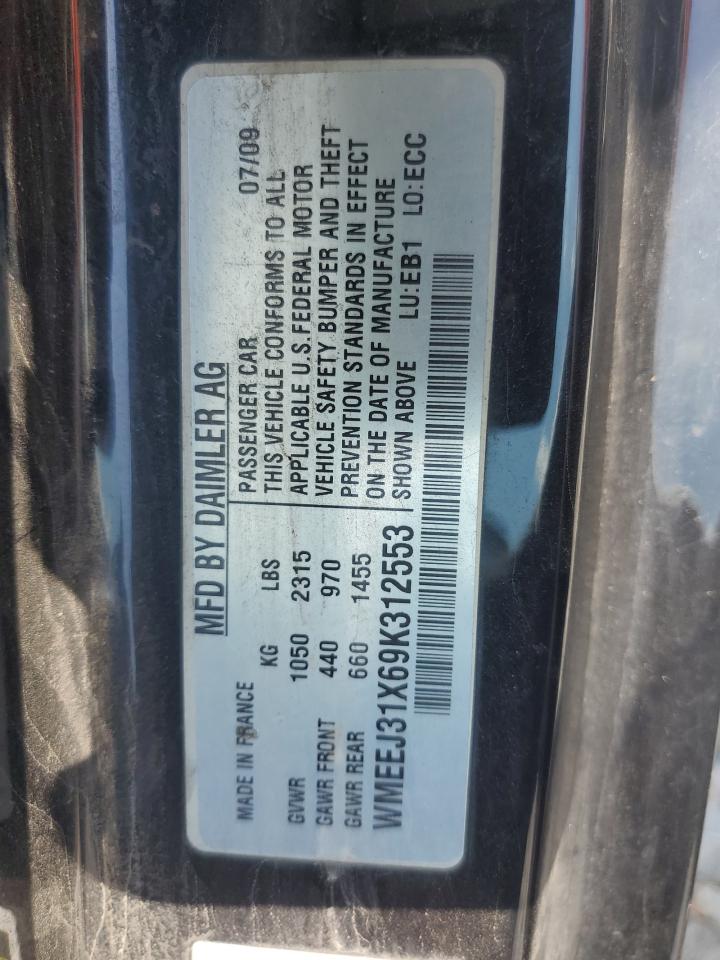 MFD BY DAIMLER AG
MADE IN FRANCE
KG LBS
GVWR 1050 2315
GAWR FRONT 440 970
GAWR REAR 660 1455
WMEEJ31X69K312553
PASSENGER CAR 07/09
THIS VEHICLE CONFORMS TO ALL
APPLICABLE U.S.FEDERAL MOTOR
VEHICLE SAFETY BUMPER AND THEFT
PREVENTION STANDARDS IN EFFECT
ON THE DATE OF MANUFACTURE
SHOWN ABOVE LU:EB1 LO:ECC